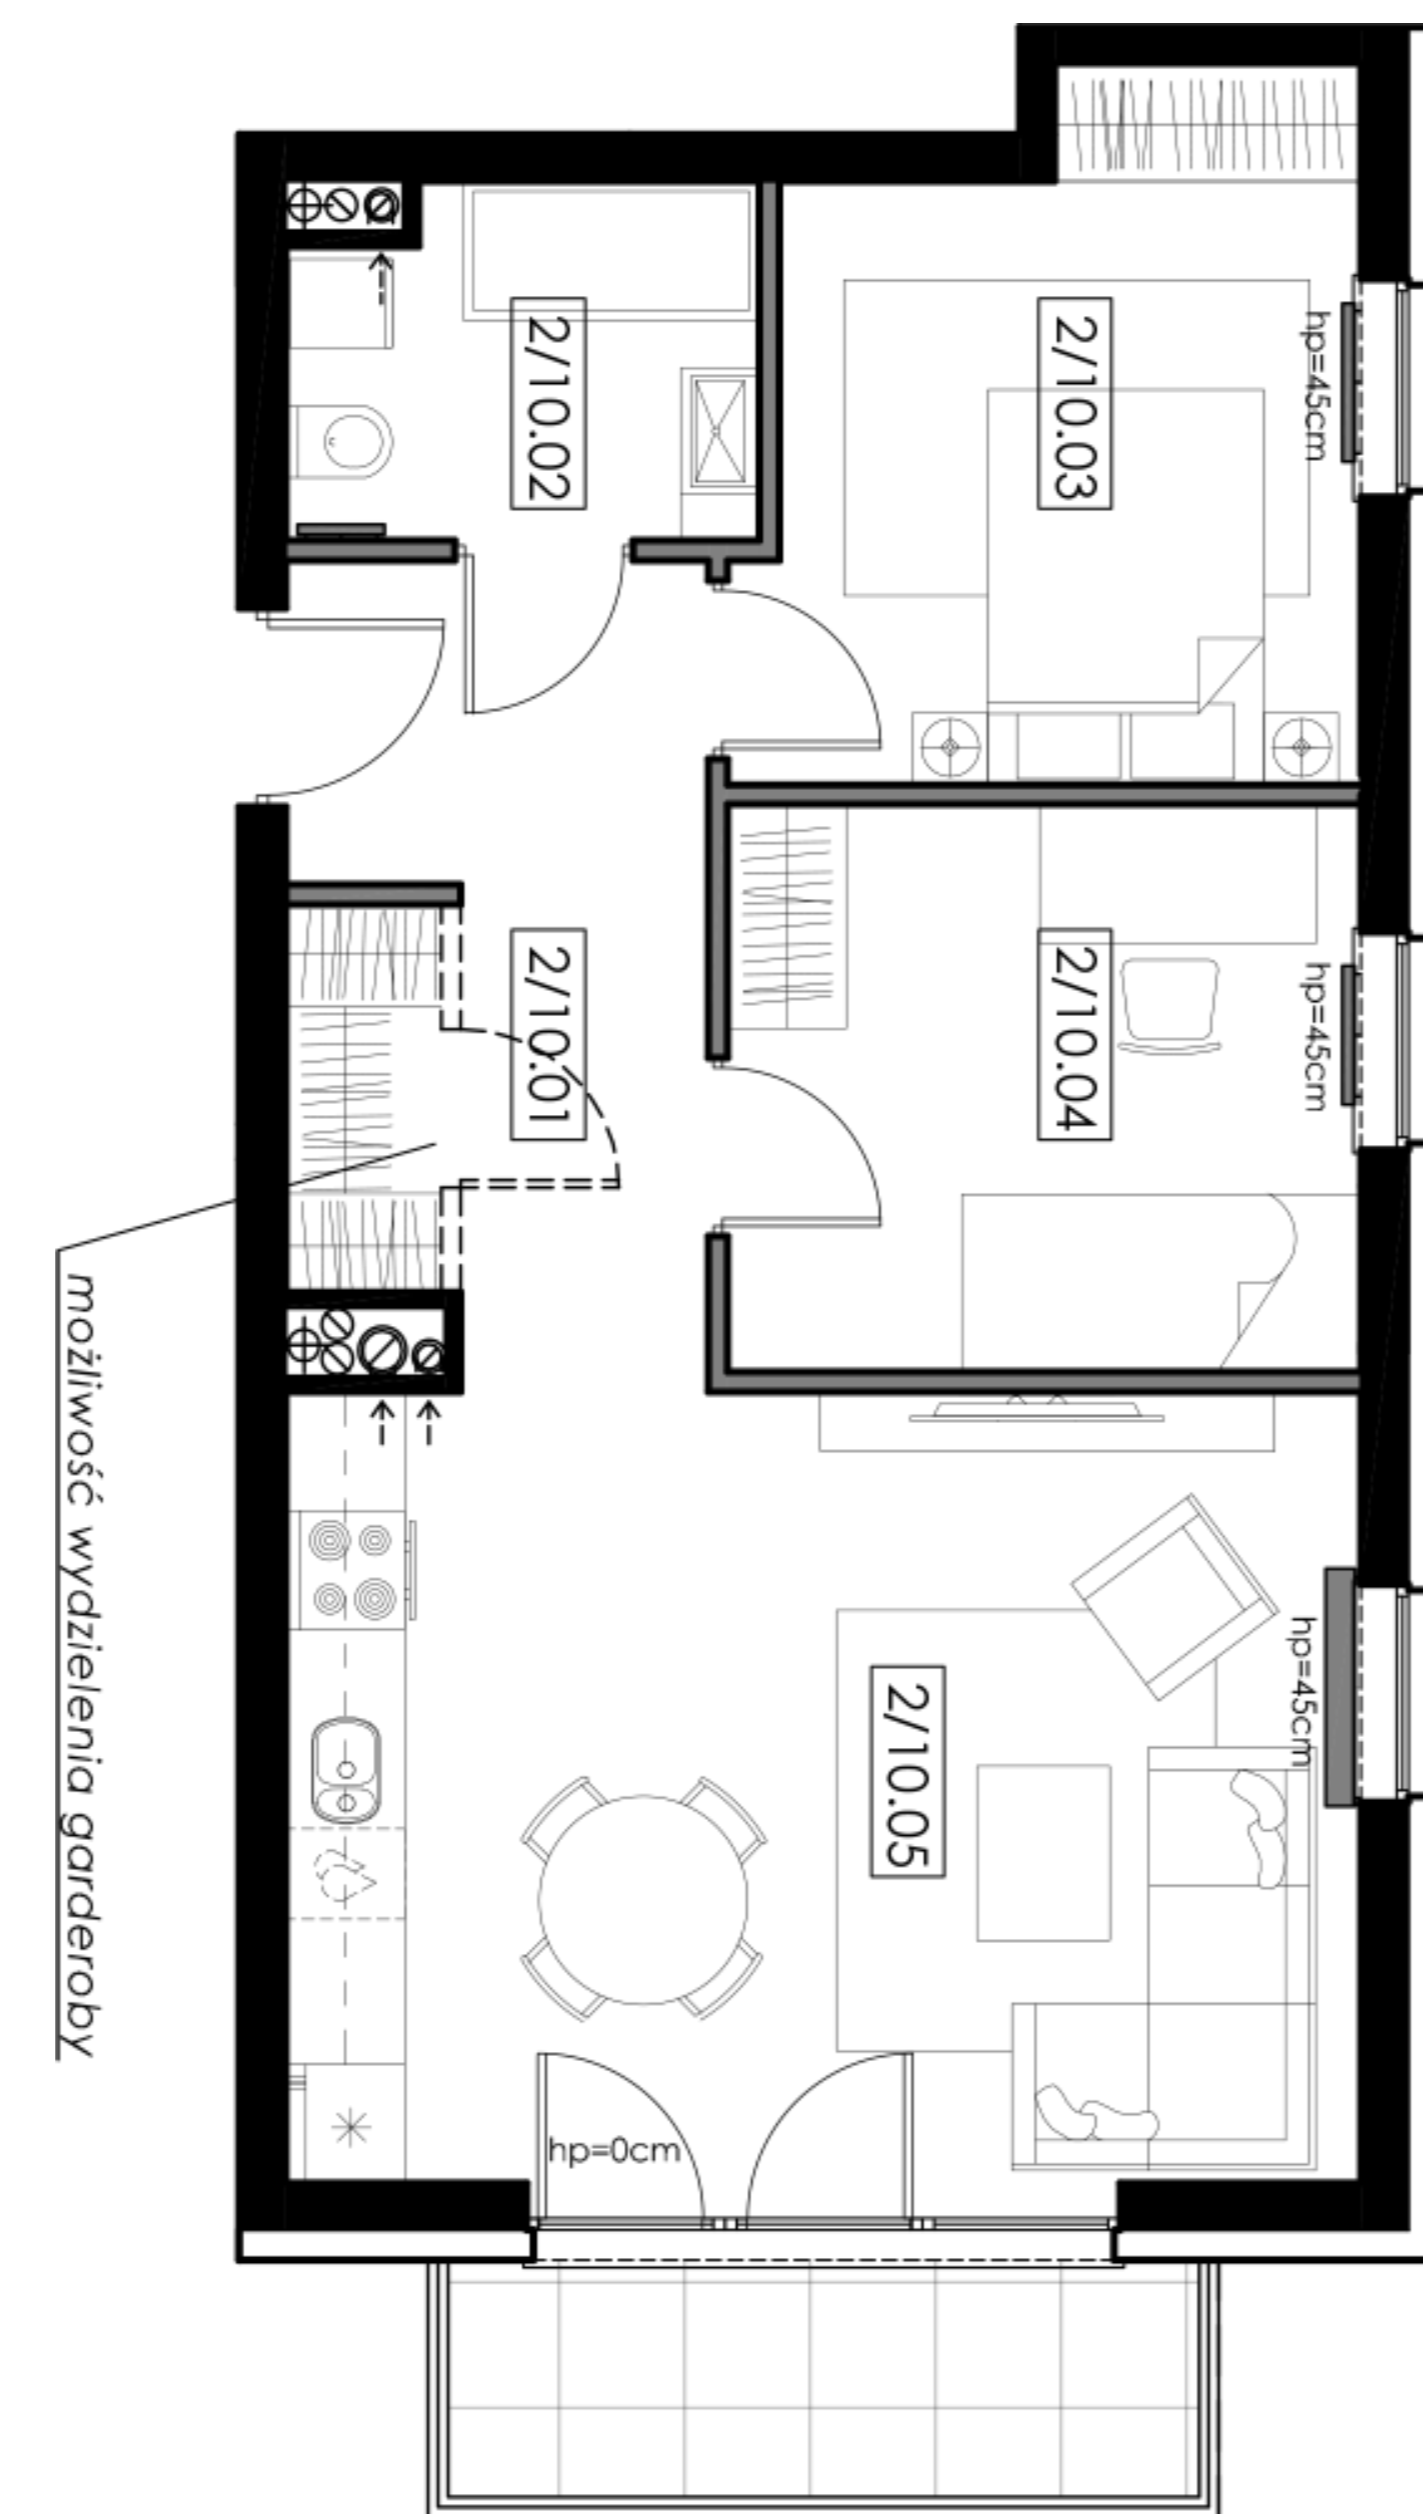 2/10.02
2/10.03
hp=45cm
2/10.01
2/10.04
hp=45cm
możliwość wydzielenia garderoby
2/10.05
hp=45cm
hp=0cm